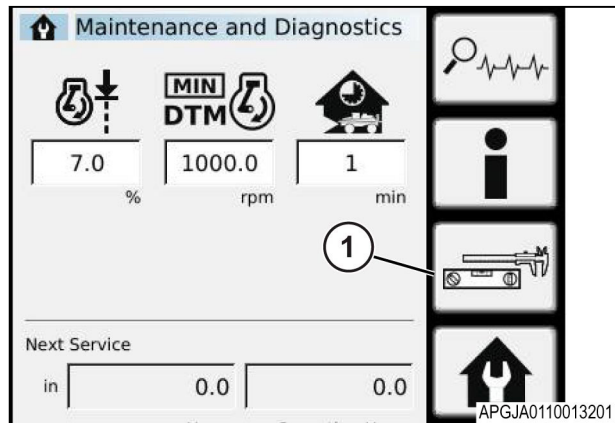 Maintenance and Diagnostics
MIN
DTM
7.0
1000.0
1
%
rpm
min
1
Next Service
in
0.0
0.0
APGJA0110013201